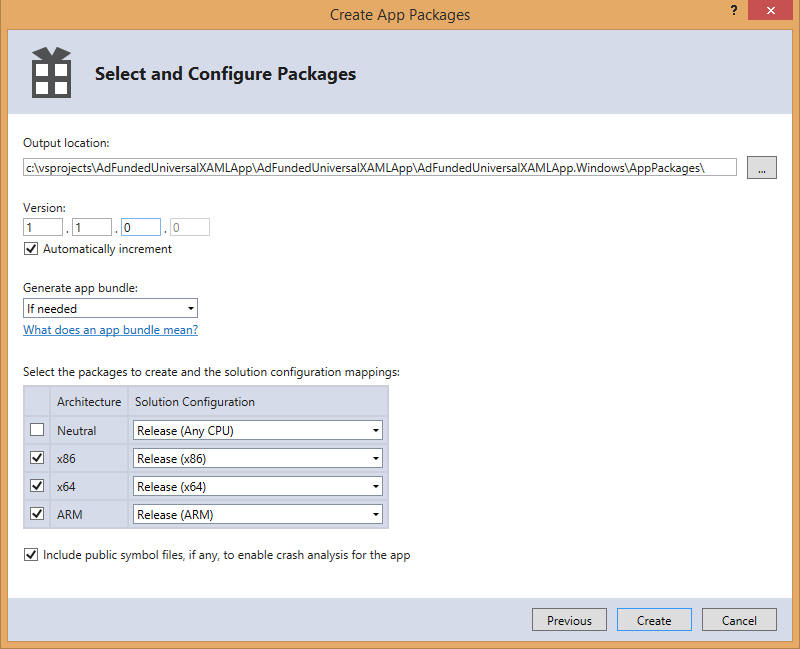 Create App Packages
?
Select and Configure Packages
Output location:
c:\vsprojects\AdFundedUniversalXAMLApp\AdFundedUniversalXAMLApp\AdFundedUniversalXAMLApp.Windows\AppPackages\ ...
Version:
1 . 1 . 0 . 0
Automatically increment
Generate app bundle:
If needed
What does an app bundle mean?
Select the packages to create and the solution configuration mappings:
Architecture Solution Configuration
Neutral Release (Any CPU)
x86 Release (x86)
x64 Release (x64)
ARM Release (ARM)
Include public symbol files, if any, to enable crash analysis for the app
Previous Create Cancel